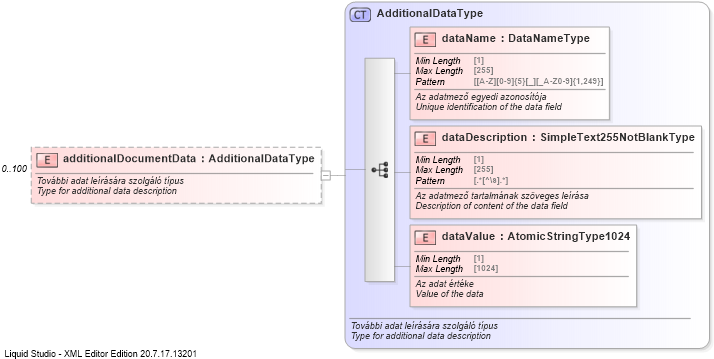 CT AdditionalDataType
E dataName : DataNameType
Min Length [1]
Max Length [255]
Pattern [[A-Z][0-9]{5}[_][_A-Z0-9]{1,249}]
Az adatmező egyedi azonosítója
Unique identification of the data field
0..100
E additionalDocumentData : AdditionalDataType
További adat leírására szolgáló típus
Type for additional data description
E dataDescription : SimpleText255NotBlankType
Min Length [1]
Max Length [255]
Pattern [.*[^\s].*]
Az adatmező tartalmának szöveges leírása
Description of content of the data field
E dataValue : AtomicStringType1024
Min Length [1]
Max Length [1024]
Az adat értéke
Value of the data
További adat leírására szolgáló típus
Type for additional data description
Liquid Studio - XML Editor Edition 20.7.17.13201